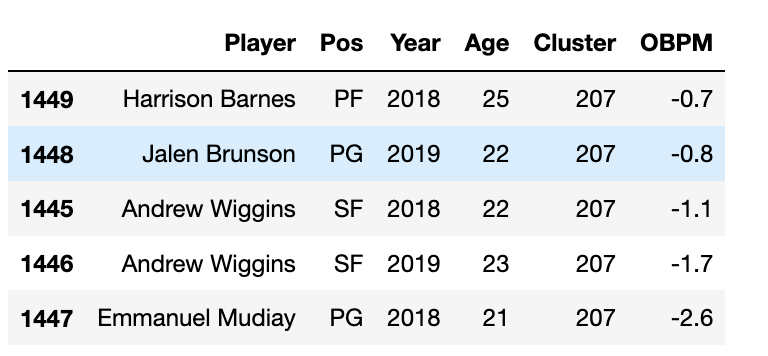 Player Pos Year Age Cluster OBPM
1449 Harrison Barnes PF 2018 25 207 -0.7
1448 Jalen Brunson PG 2019 22 207 -0.8
1445 Andrew Wiggins SF 2018 22 207 -1.1
1446 Andrew Wiggins SF 2019 23 207 -1.7
1447 Emmanuel Mudiay PG 2018 21 207 -2.6